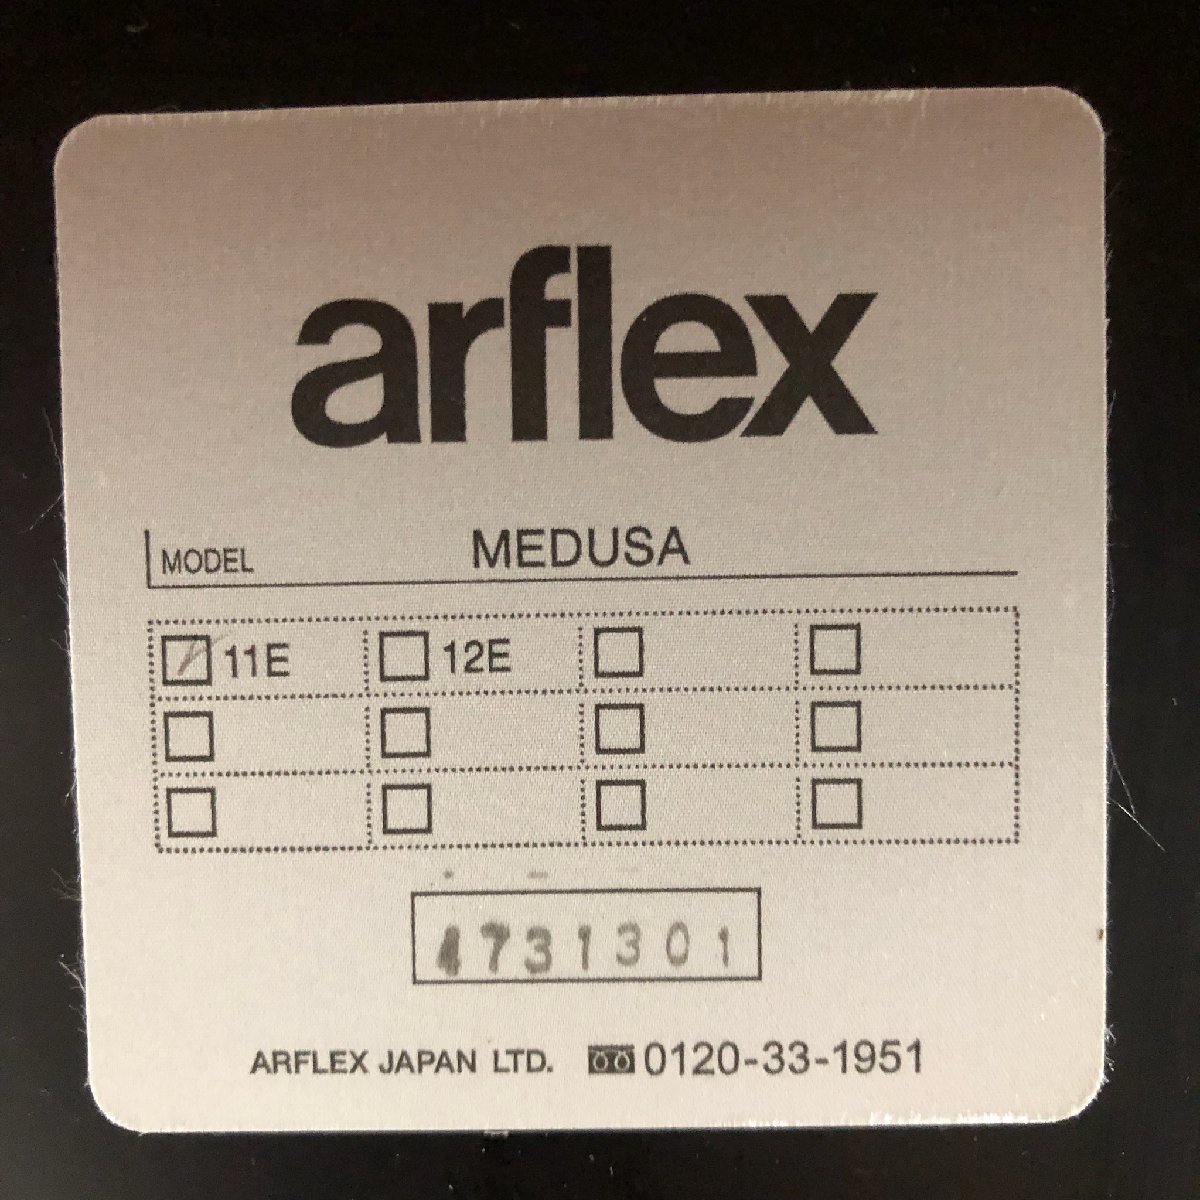 arflex
MODEL MEDUSA
11E 12E
4731301
ARFLEX JAPAN LTD. 0120-33-1951